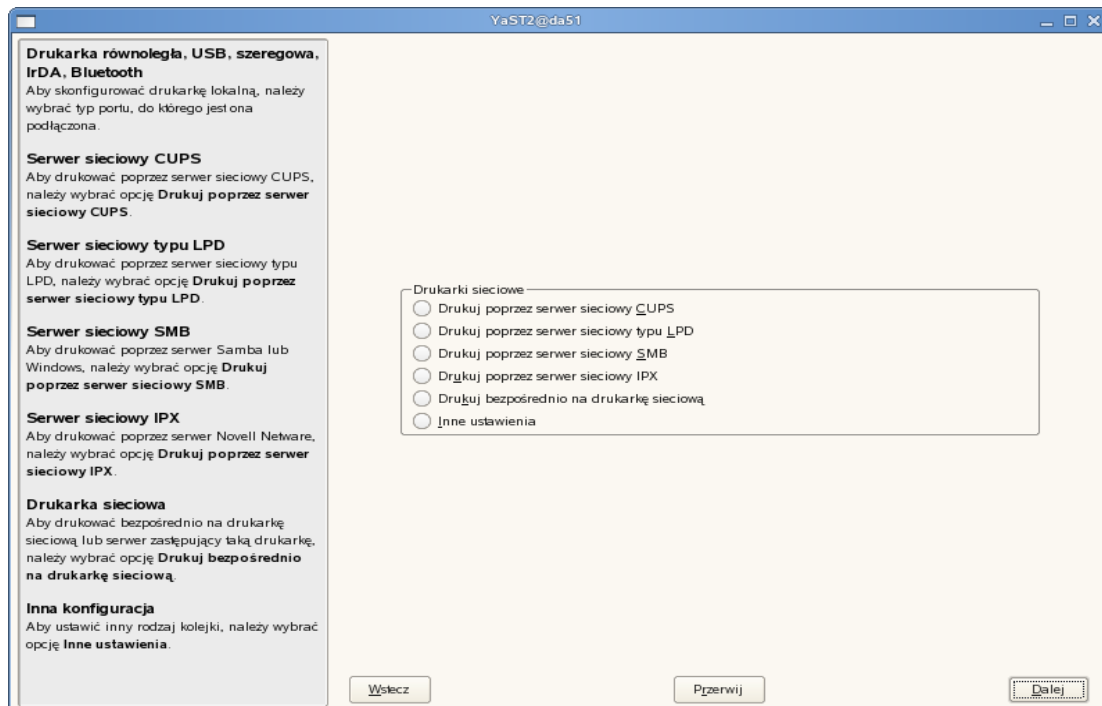 YaST2@da51
Drukarka równoległa, USB, szeregowa,
IrDA, Bluetooth
Aby skonfigurować drukarkę lokalną, należy
wybrać typ portu, do którego jest ona
podłączona.
Serwer sieciowy CUPS
Aby drukować poprzez serwer sieciowy CUPS,
należy wybrać opcję Drukuj poprzez serwer
sieciowy CUPS.
Serwer sieciowy typu LPD
Aby drukować poprzez serwer sieciowy typu
LPD, należy wybrać opcję Drukuj poprzez
serwer sieciowy typu LPD.
Serwer sieciowy SMB
Aby drukować poprzez serwer Samba lub
Windows, należy wybrać opcję Drukuj
poprzez serwer sieciowy SMB.
Serwer sieciowy IPX
Aby drukować poprzez serwer Novell Netware,
należy wybrać opcję Drukuj poprzez serwer
sieciowy IPX.
Drukarka sieciowa
Aby drukować bezpośrednio na drukarkę
sieciową lub serwer zastępujący taką drukarkę,
należy wybrać opcję Drukuj bezpośrednio
na drukarkę sieciową.
Inna konfiguracja
Aby ustawić inny rodzaj kolejki, należy wybrać
opcję Inne ustawienia.
Drukarki sieciowe
Drukuj poprzez serwer sieciowy CUPS
Drukuj poprzez serwer sieciowy typu LPD
Drukuj poprzez serwer sieciowy SMB
Drukuj poprzez serwer sieciowy IPX
Drukuj bezpośrednio na drukarkę sieciową
Inne ustawienia
Wstecz
Przerwij
Dalej